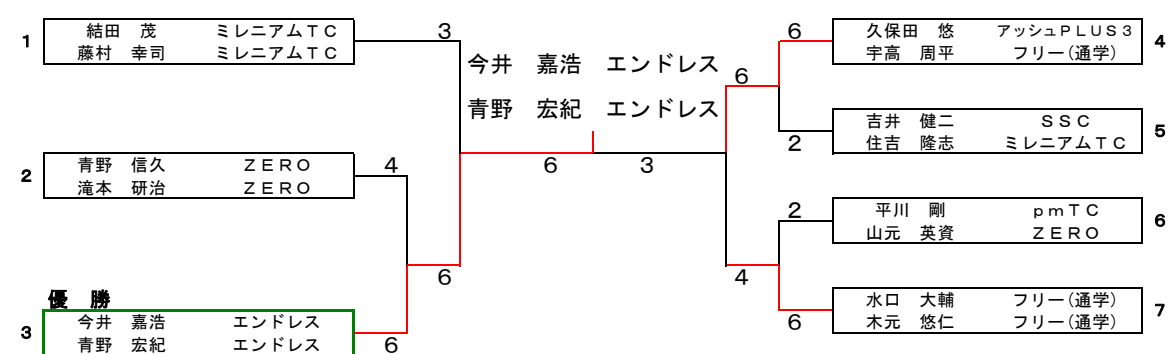 1
結田 茂 ミレニアムTC
藤村 幸司 ミレニアムTC
3
2
青野 信久 ZERO
滝本 研治 ZERO
4
6
優 勝
3
今井 嘉浩 エンドレス
青野 宏紀 エンドレス
6
今井 嘉浩 エンドレス
青野 宏紀 エンドレス
6
3
6
久保田 悠 アッシュPLUS3
宇高 周平 フリー(通学)
4
6
吉井 健二 SSC
住吉 隆志 ミレニアムTC
5
2
平川 剛 pmTC
山元 英資 ZERO
6
2
4
水口 大輔 フリー(通学)
木元 悠仁 フリー(通学)
7
6